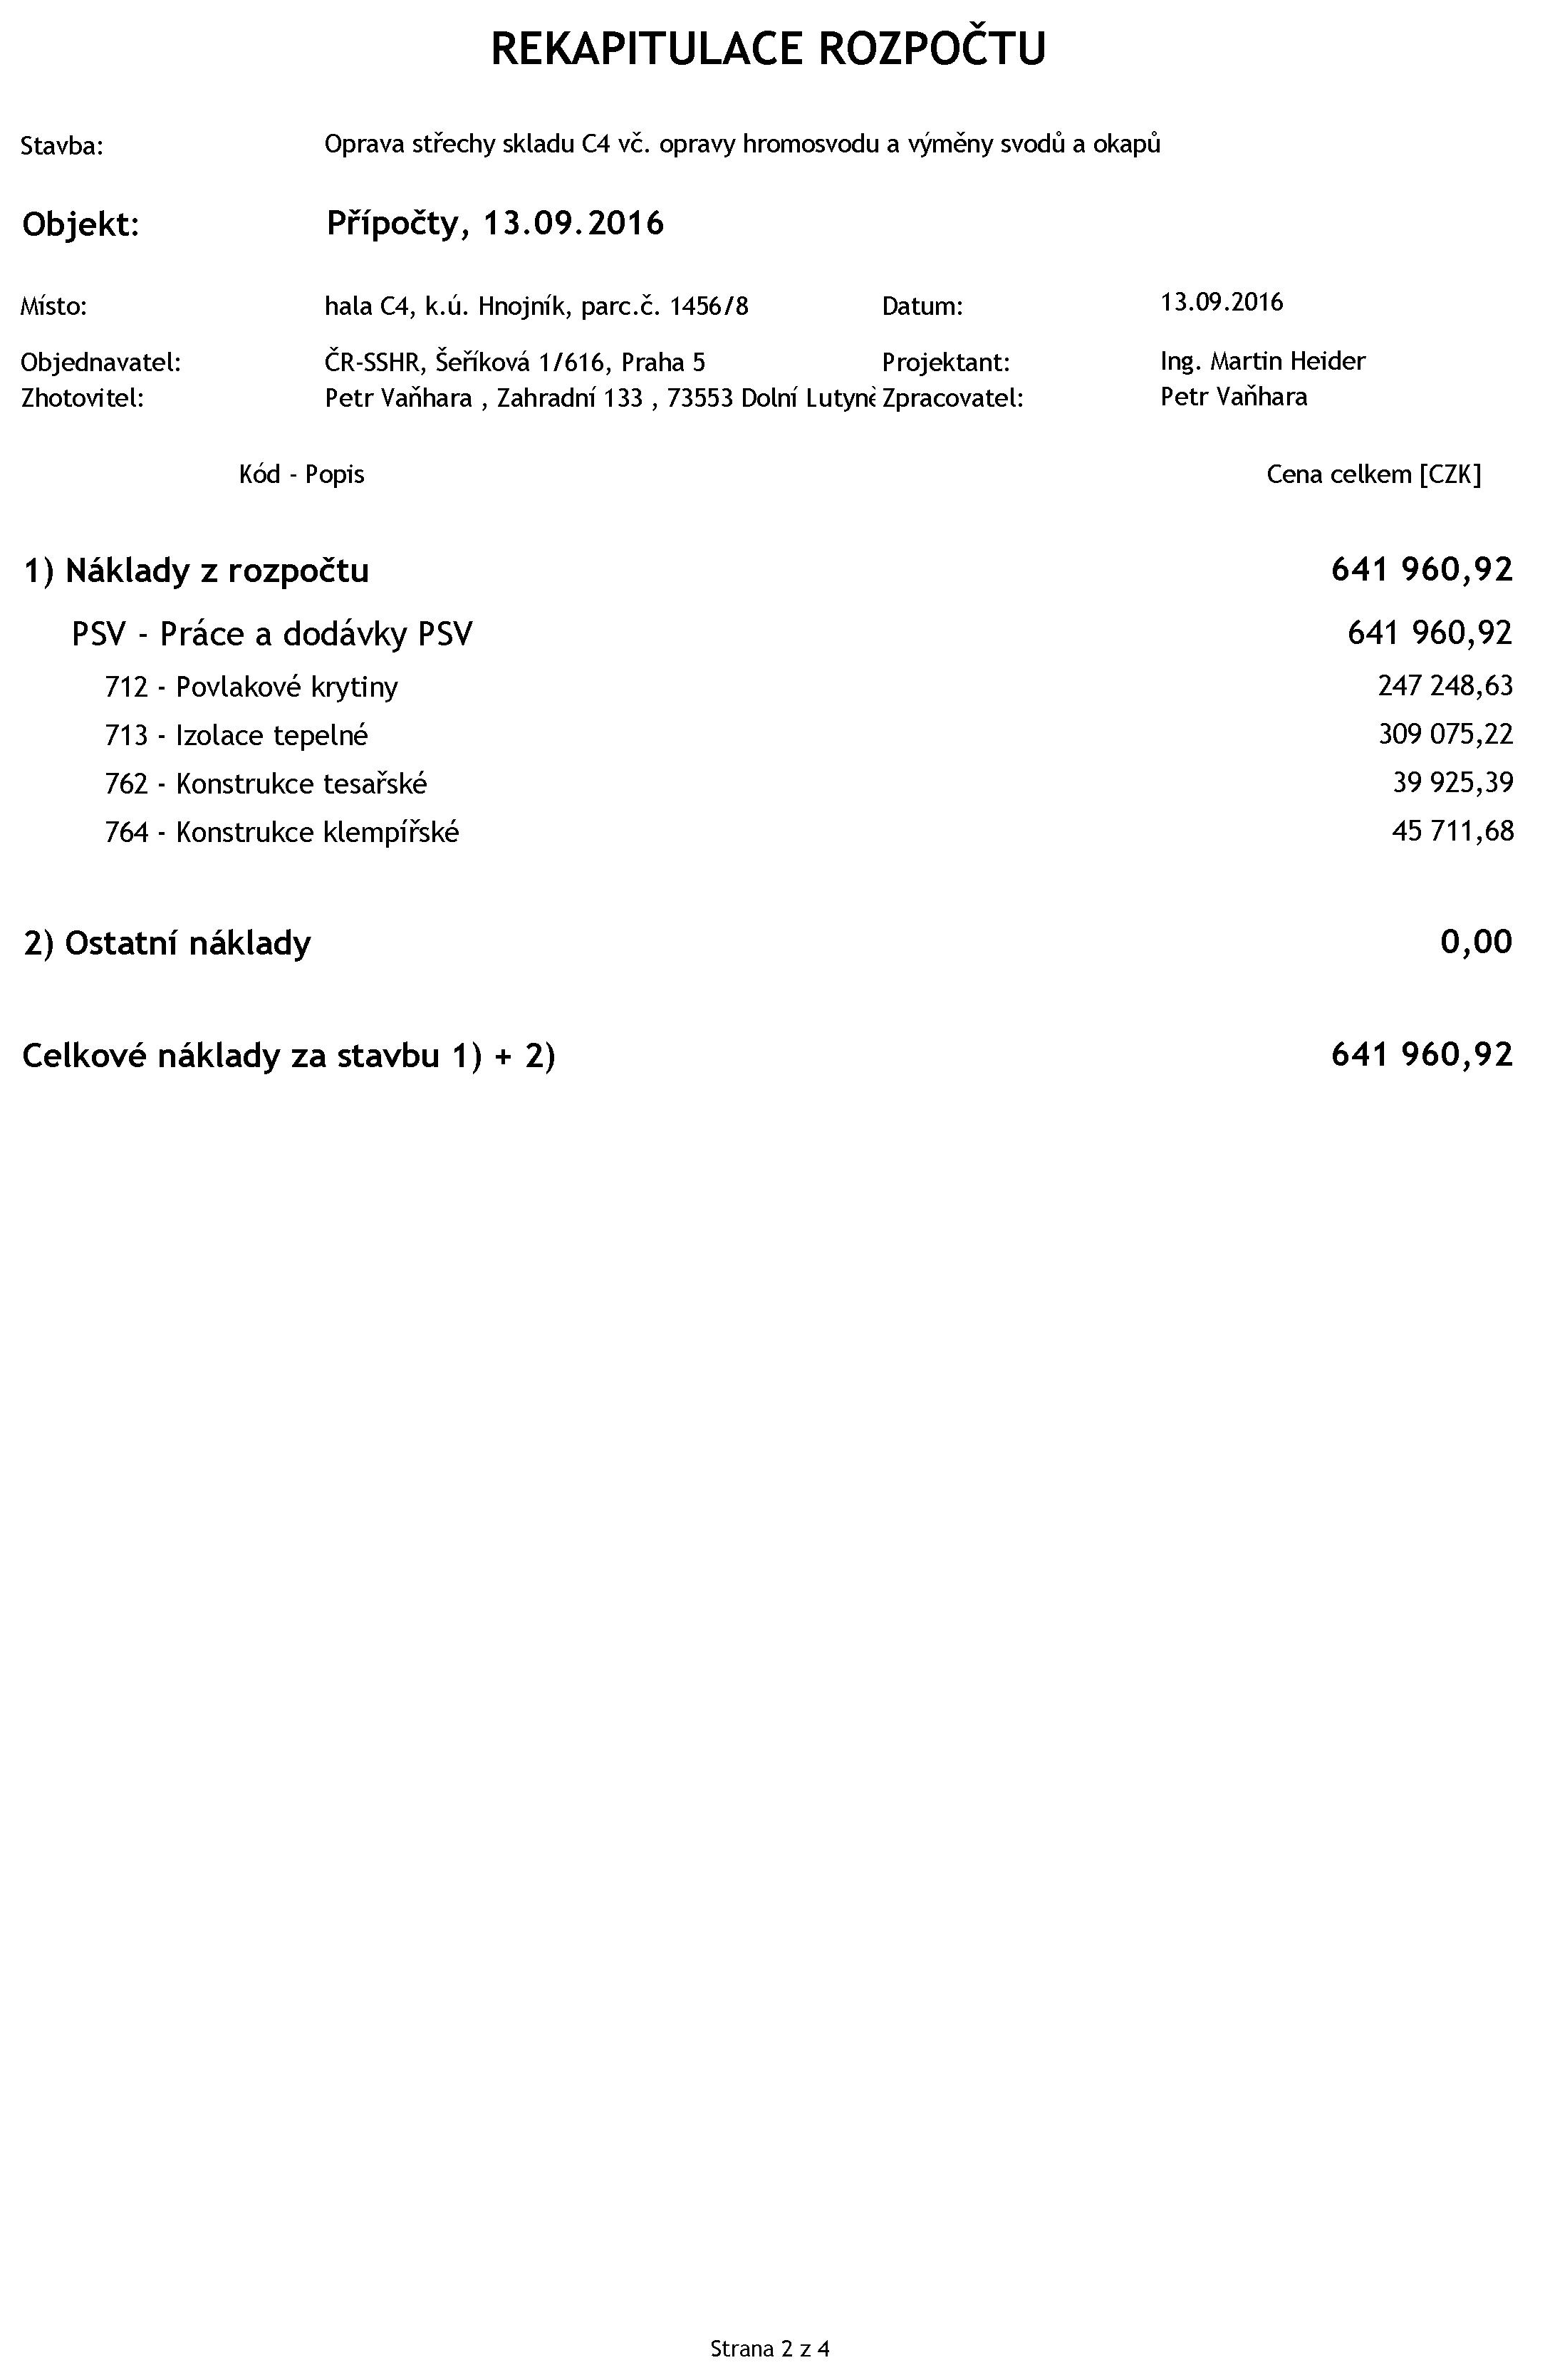 REKAPITULACE ROZPOČTU
Stavba: Oprava střechy skladu C4 vč. opravy hromosvodu a výměny svodů a okapů
Objekt: Přípočty, 13.09.2016
Místo: hala C4, k.ú. Hnojník, parc.č. 1456/8 Datum: 13.09.2016
Objednavatel: ČR-SSHR, Šeříková 1/616, Praha 5 Projektant: Ing. Martin Heider
Zhotovitel: Petr Vaňhara , Zahradní 133 , 73553 Dolní Lutyně Zpracovatel: Petr Vaňhara
Kód - Popis Cena celkem [CZK]
1) Náklady z rozpočtu 641 960,92
PSV - Práce a dodávky PSV 641 960,92
712 - Povlakové krytiny 247 248,63
713 - Izolace tepelné 309 075,22
762 - Konstrukce tesařské 39 925,39
764 - Konstrukce klempířské 45 711,68
2) Ostatní náklady 0,00
Celkové náklady za stavbu 1) + 2) 641 960,92
Strana 2 z 4